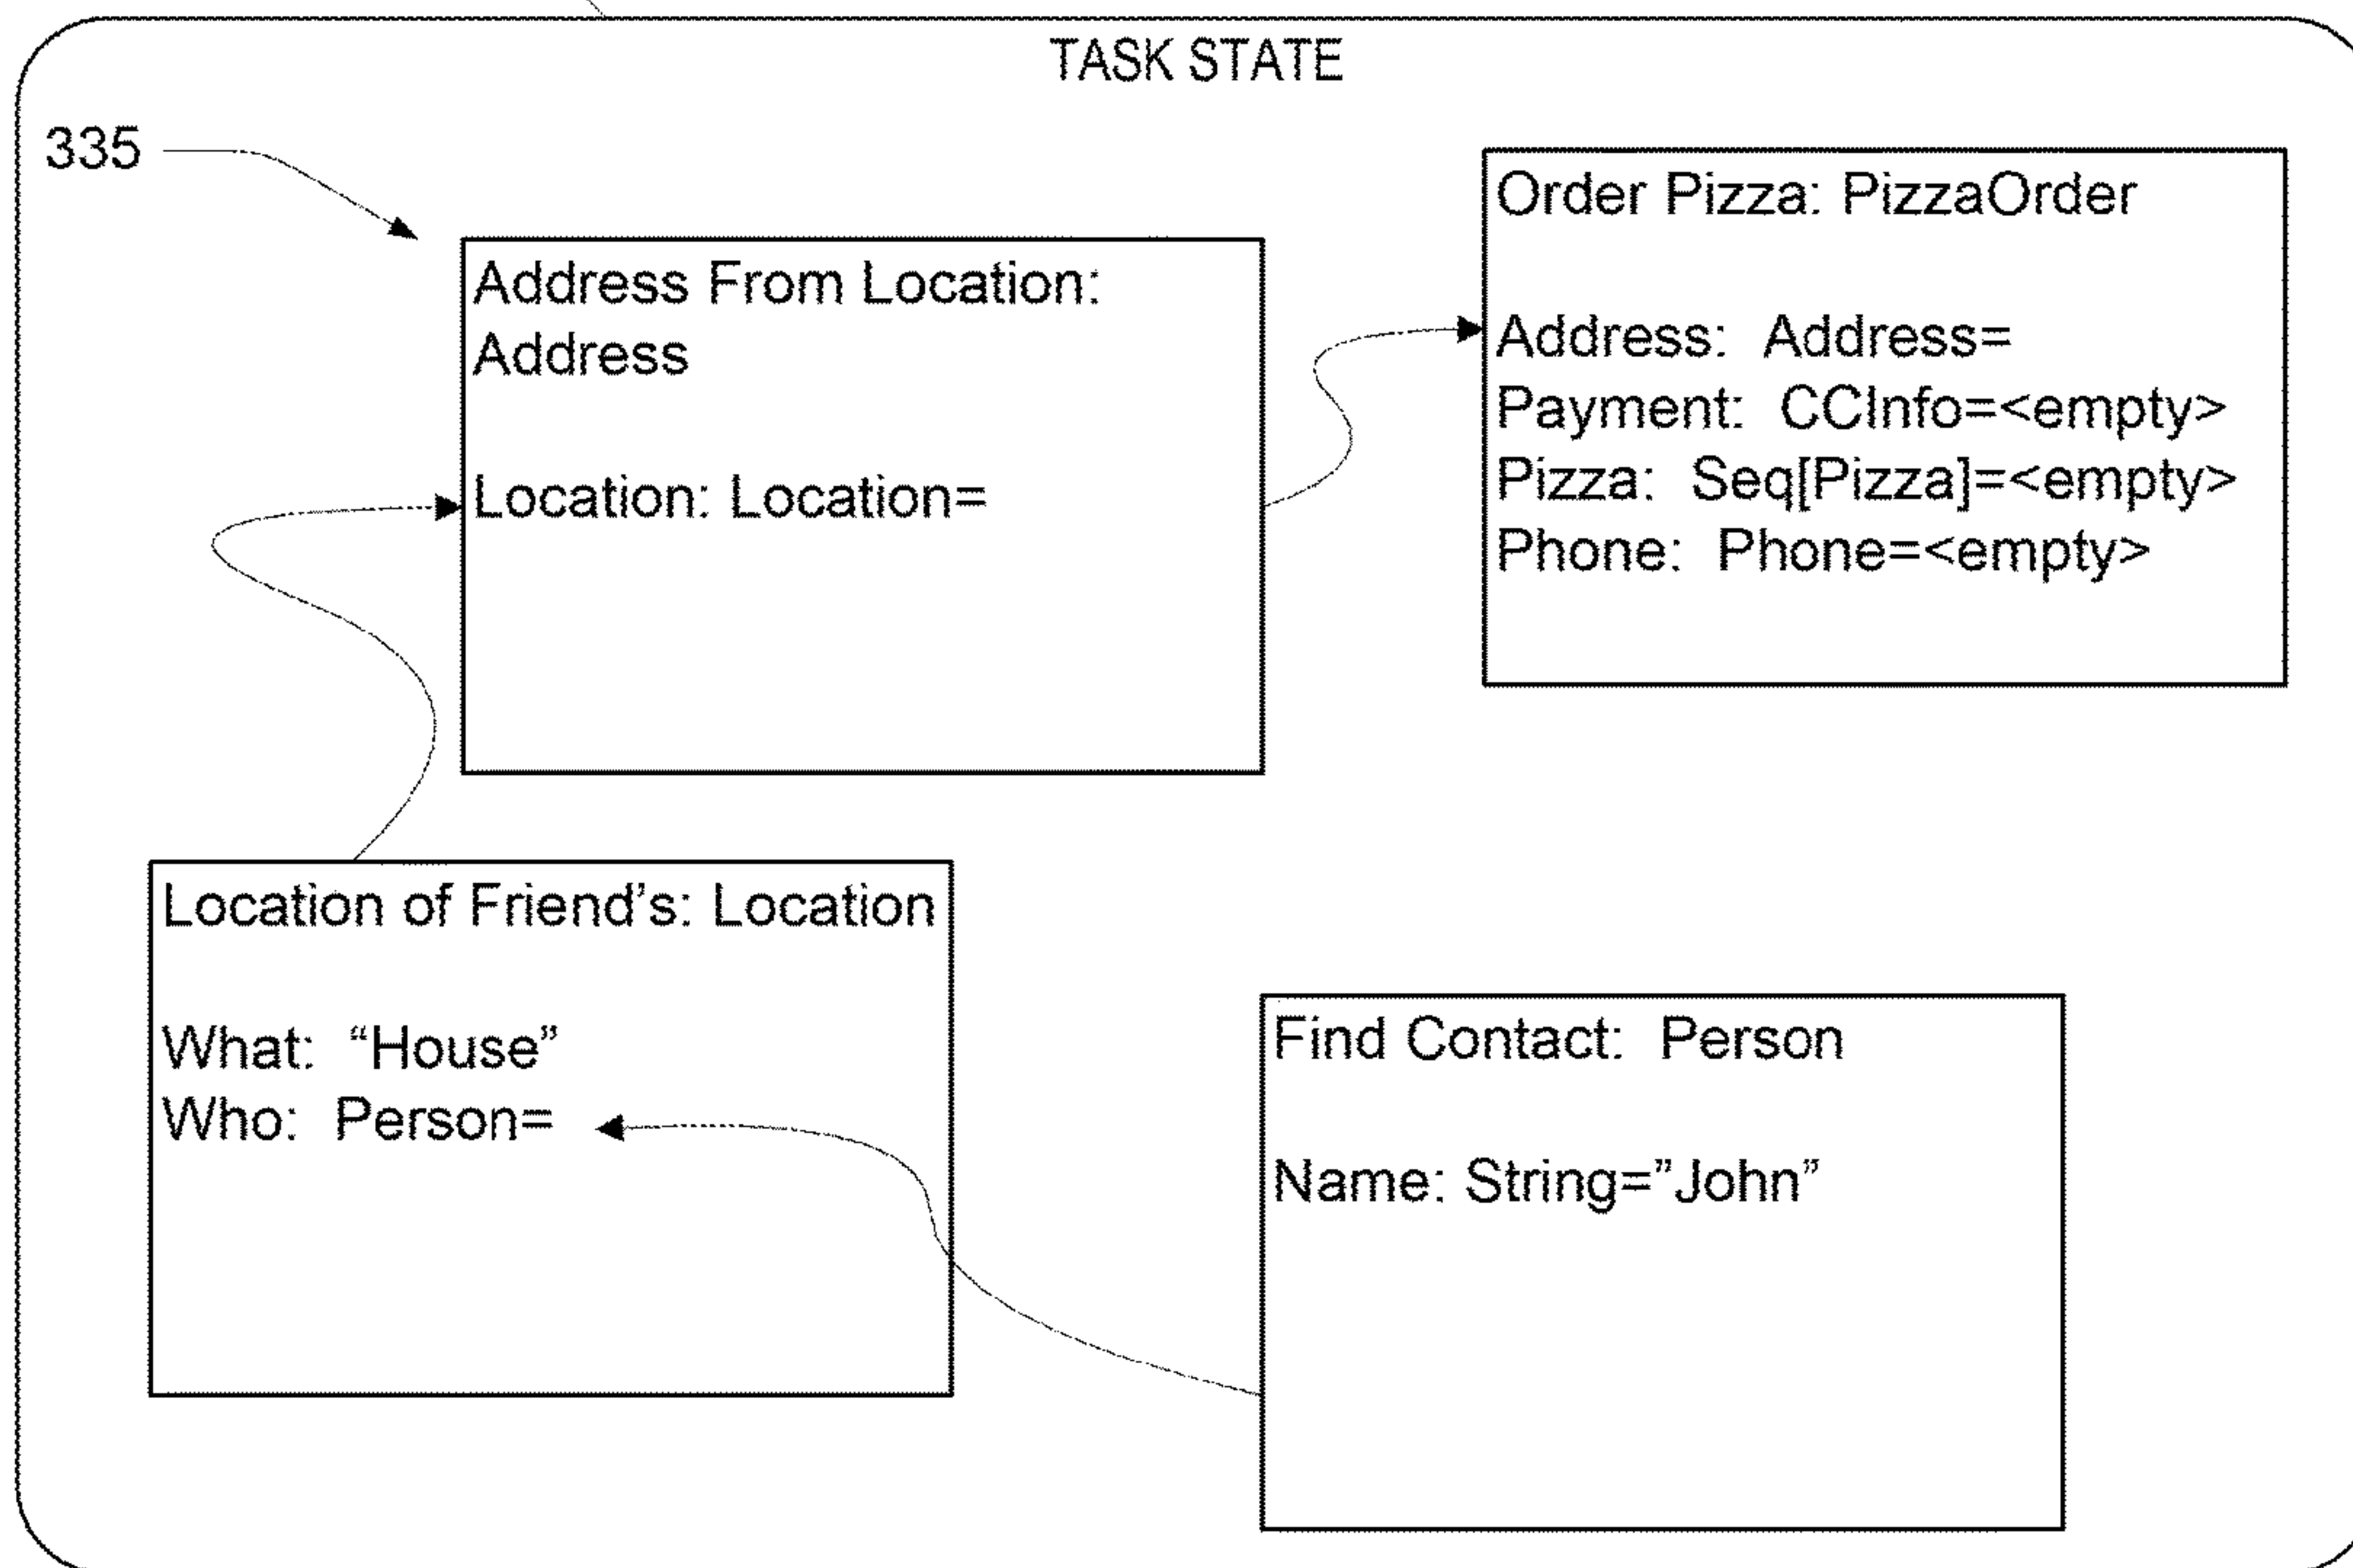 TASK STATE
335
Address From Location:
Address
Location: Location=
Order Pizza: PizzaOrder
Address: Address=
Payment: CCInfo=<empty>
Pizza: Seq[Pizza]=<empty>
Phone: Phone=<empty>
Location of Friend's: Location
What: “House”
Who: Person=
Find Contact: Person
Name: String=”John”